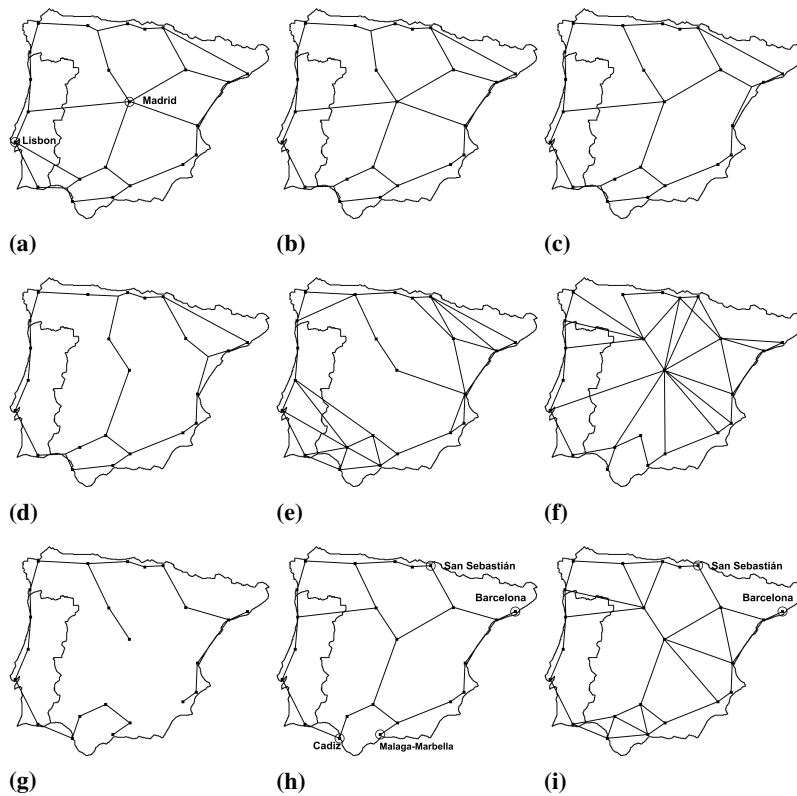 Madrid
Lisbon
(a)
(b)
(c)
(d)
(e)
(f)
San Sebastián
San Sebastián
Barcelona
Barcelona
Cadiz
Malaga-Marbella
(g)
(h)
(i)